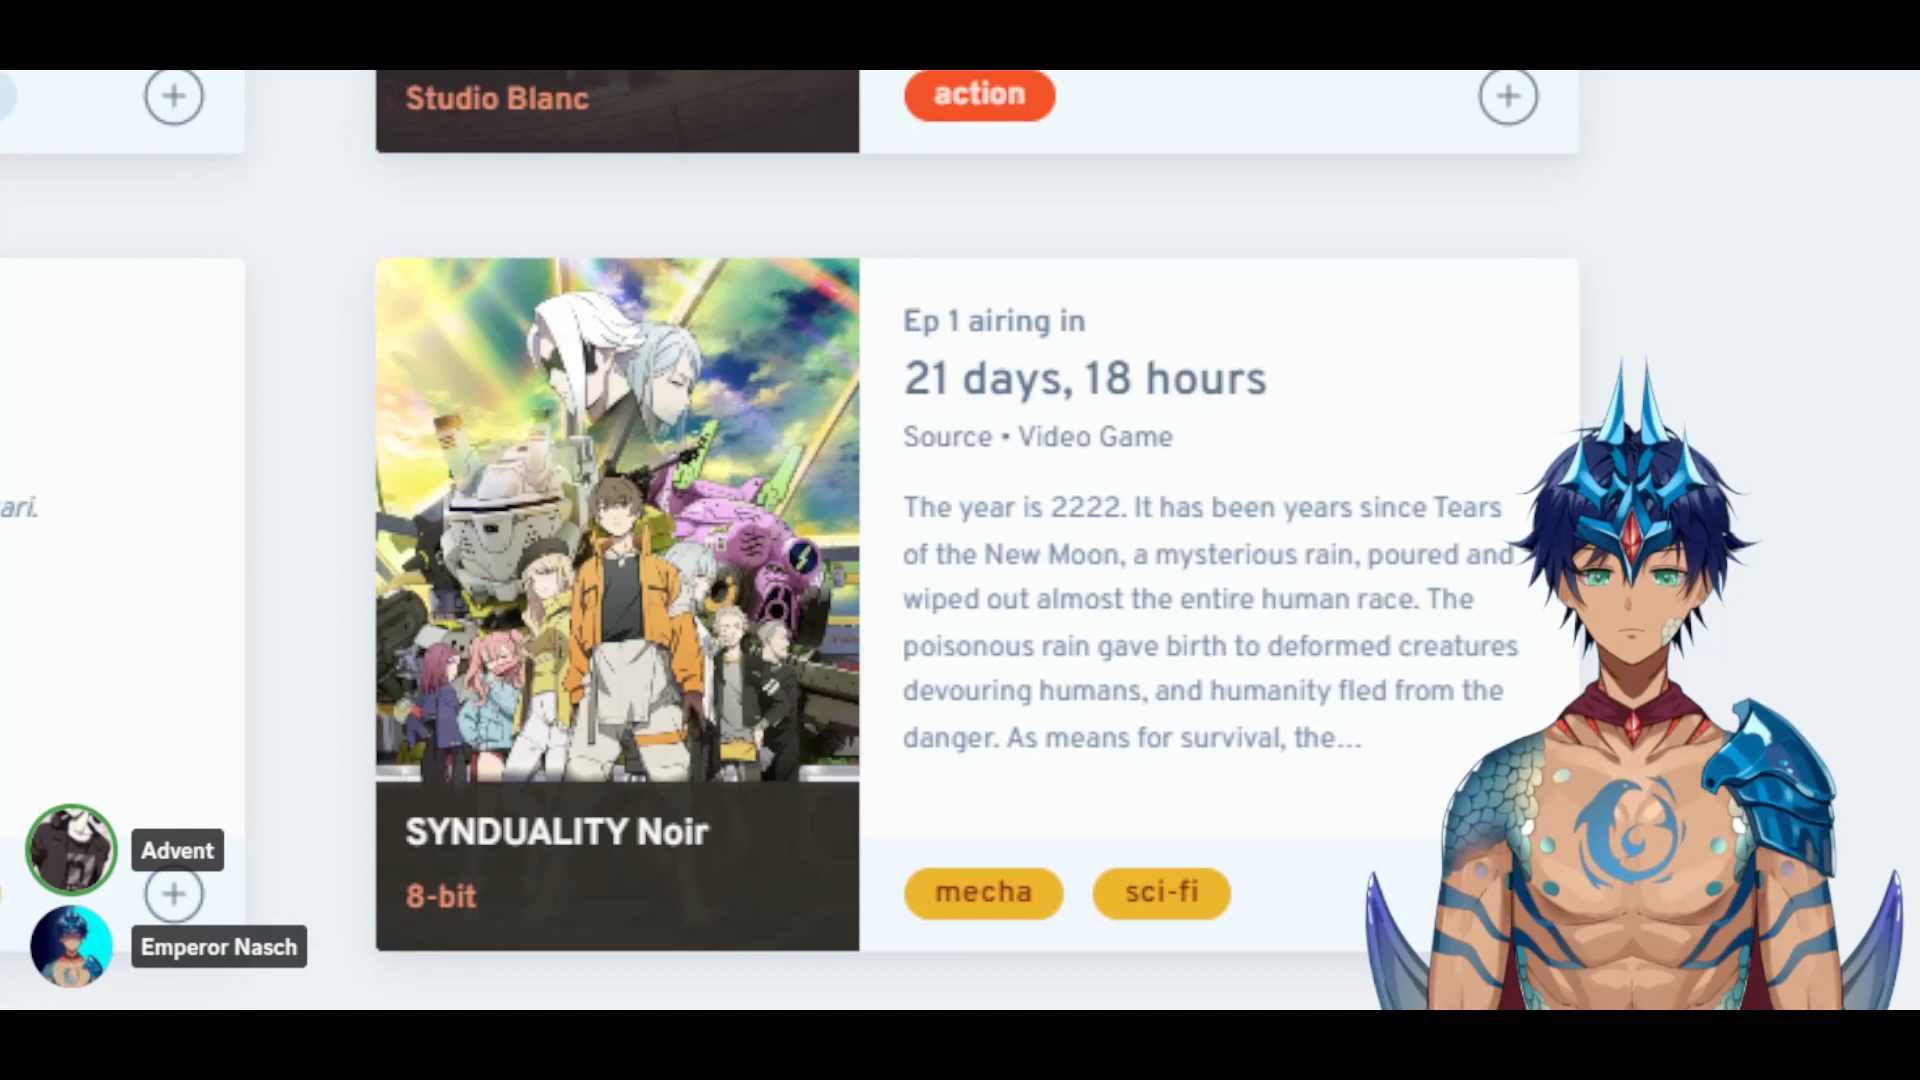 Studio Blanc
action
ari.
Ep 1 airing in
21 days, 18 hours
Source • Video Game
The year is 2222. It has been years since Tears
of the New Moon, a mysterious rain, poured and
wiped out almost the entire human race. The
poisonous rain gave birth to deformed creatures
devouring humans, and humanity fled from the
danger. As means for survival, the...
SYNDUALITY Noir
8-bit
mecha
sci-fi
Advent
Emperor Nasch